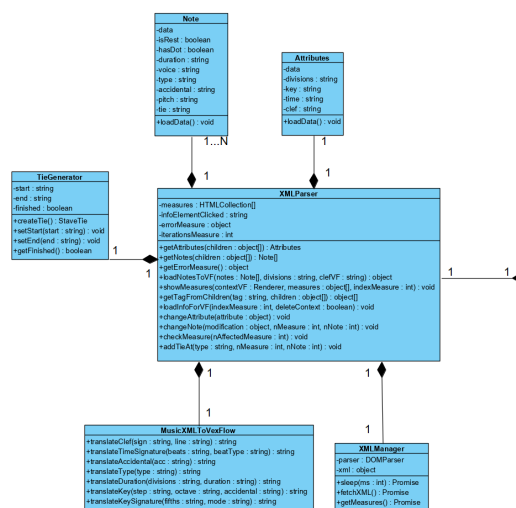 Note
-data
-isRest : boolean
-hasDot : boolean
-duration : string
-voice : string
-type : string
-accidental : string
-pitch : string
-tie : string
+loadData() : void
Attributes
-data
-divisions : string
-key : string
-time : string
-clef : string
+loadData() : void
1...N
1
1
1
TieGenerator
-start : string
-end : string
-finished : boolean
+createTie() : StaveTie
+setStart(start : string) : void
+setEnd(end : string) : void
+getFinished() : boolean
1
1
XMLParser
-measures : HTMLCollection[]
-infoElementClicked : string
-errorMeasure : object
-iterationsMeasure : int
+getAttributes(children : object[]) : Attributes
+getNotes(children : object[]) : Note[]
+getErrorMeasure() : object
+loadNotesToVF(notes : Note[], divisions : string, clefVF : string) : object
+showMeasures(contextVF : Renderer, measures : object[], indexMeasure : int) : void
+getTagFromChildren(tag : string, children : object[]) : object[]
+loadInfoForVF(indexMeasure : int, deleteContext : boolean) : void
+changeAttribute(attribute : object) : void
+changeNote(modification : object, nMeasure : int, nNote : int) : void
+checkMeasure(nAffectedMeasure : int) : void
+addTieAt(type : string, nMeasure : int, nNote : int) : void
1
1
1
1
1
1
MusicXMLToVexFlow
+translateClef(sign : string, line : string) : string
+translateTimeSignature(beats : string, beatType : string) : string
+translateAccidental(acc : string) : string
+translateType(type : string) : string
+translateDuration(divisions : string, duration : string) : string
+translateKey(step : string, octave : string, accidental : string) : string
+translateKeySignature(fifths : string, mode : string) : string
XMLManager
-parser : DOMParser
-xml : object
+sleep(ms : int) : Promise
+fetchXML() : Promise
+getMeasures() : Promise